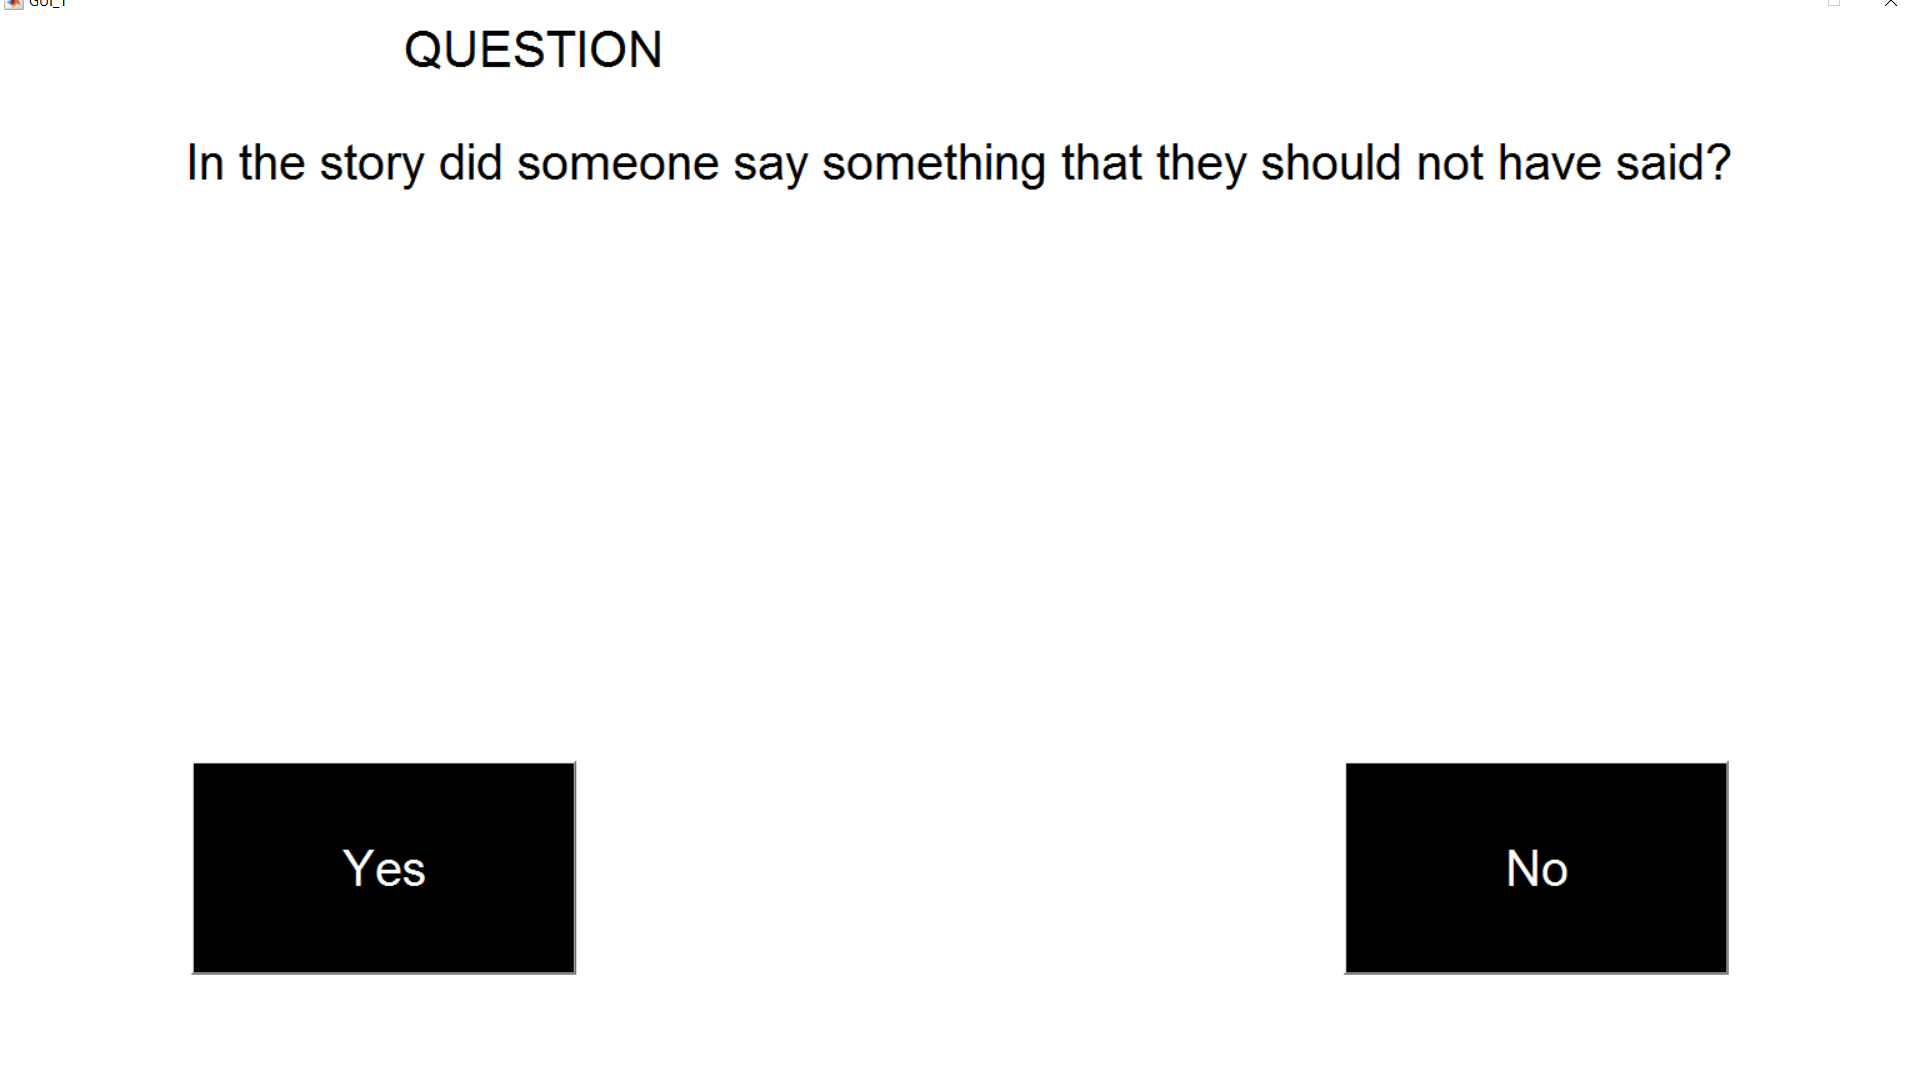 GUI_1
QUESTION
In the story did someone say something that they should not have said?
Yes
No